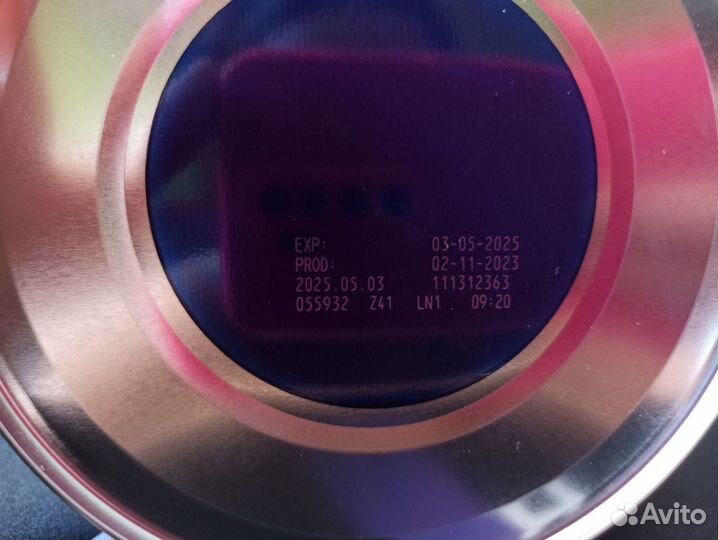 EXP: 03-05-2025
PROD: 02-11-2023
2025.05.03 111312363
055932 Z41 LN1 09:20
Avito